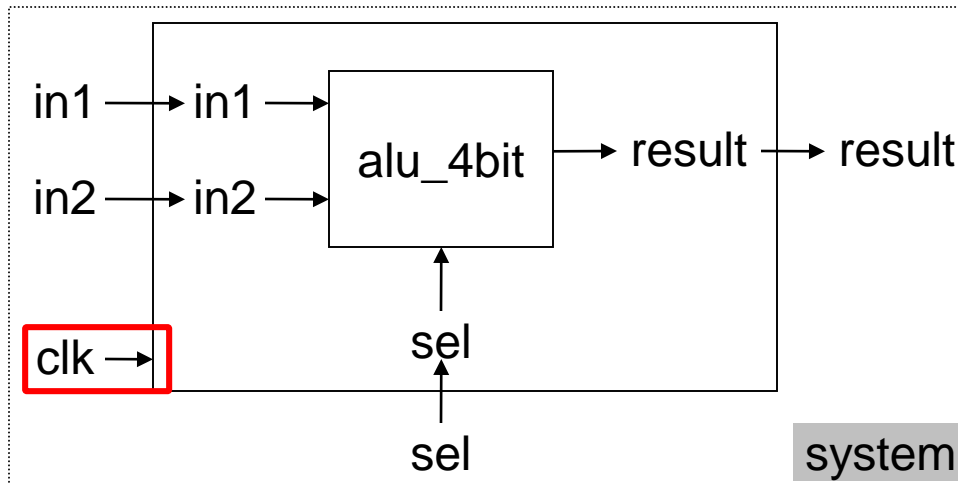 in1 in1
alu_4bit result result
in2 in2
clk sel
sel system